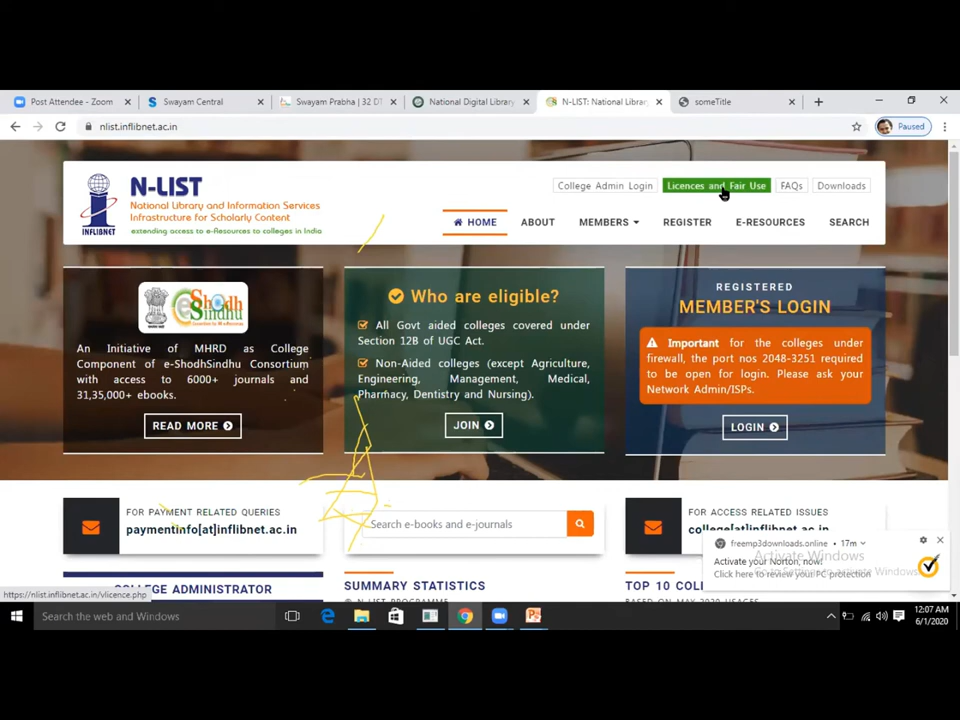 Post Attendee - Zoom
Swayam Central
Swayam Prabha | 32 DT
National Digital Library
N-LIST: National Librar
someTitle
nlist.inflibnet.ac.in
Paused
INFLIBNET
N-LIST
National Library and Information Services
Infrastructure for Scholarly Content
extending access to e-Resources to colleges in India
College Admin Login
Licences and Fair Use
FAQs
Downloads
HOME
ABOUT
MEMBERS
REGISTER
E-RESOURCES
SEARCH
e Shodh
Sindhu
An Initiative of MHRD as College
Component of e-ShodhSindhu Consortium
with access to 6000+ journals and
31,35,000+ ebooks.
READ MORE
Who are eligible?
All Govt aided colleges covered under
Section 12B of UGC Act.
Non-Aided colleges (except Agriculture,
Engineering, Management, Medical,
Pharmacy, Dentistry and Nursing).
JOIN
REGISTERED
MEMBER'S LOGIN
Important for the colleges under
firewall, the port nos 2048-3251 required
to be open for login. Please ask your
Network Admin/ISPs.
LOGIN
FOR PAYMENT RELATED QUERIES
paymentinfo[at]inflibnet.ac.in
Search e-books and e-journals
FOR ACCESS RELATED ISSUES
college[at]inflibnet.ac.in
freemp3downloads.online • 17m
Activate your Norton, now!
Click here to review your PC protection
Activate Windows
Go to Settings to activate Windows.
COLLEGE ADMINISTRATOR
SUMMARY STATISTICS
TOP 10 COL
https://nlist.inflibnet.ac.in/vlicence.php
Search the web and Windows
12:07 AM
6/1/2020